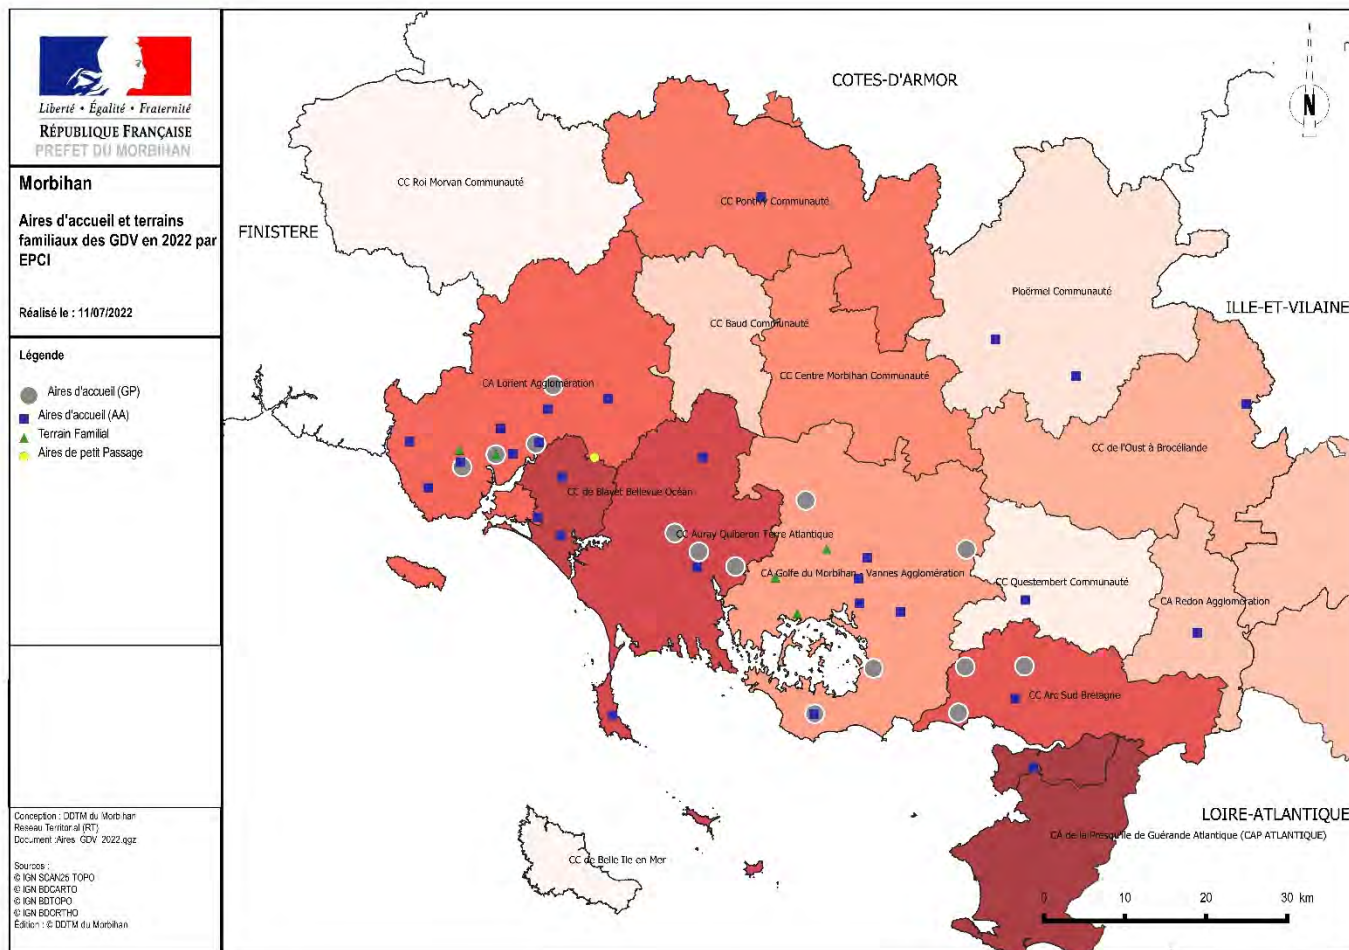 Liberté • Égalité • Fraternité
RÉPUBLIQUE FRANÇAISE
PREFET DU MORBIHAN
Morbihan
Aires d'accueil et terrains
familiaux des GDV en 2022 par
EPCI
Réalisé le : 11/07/2022
Légende
Aires d'accueil (GP)
Aires d'accueil (AA)
Terrain Familial
Aires de petit Passage
Conception : DDTM du Morbihan
Reseau Territorial (RT)
Document :Aires_GDV_2022.qgz
Sources :
© IGN SCAN25 TOPO
© IGN BDCARTO
© IGN BDTOPO
© IGN BDORTHO
Édition : © DDTM du Morbihan
COTES-D'ARMOR
N
CC Roi Morvan Communauté
CC Pontivy Communauté
FINISTERE
Ploërmel Communauté
ILLE-ET-VILAINE
CC Baud Communauté
CC Centre Morbihan Communauté
CA Lorient Agglomération
CC de l'Oust à Brocéliande
CC de Blavet Bellevue Océan
CC Auray Quiberon Terre Atlantique
CA Golfe du Morbihan - Vannes Agglomération
CC Questembert Communauté
CA Redon Agglomération
CC Arc Sud Bretagne
LOIRE-ATLANTIQUE
CA de la Presqu'île de Guérande Atlantique (CAP ATLANTIQUE)
CC de Belle Ile en Mer
0 10 20 30 km